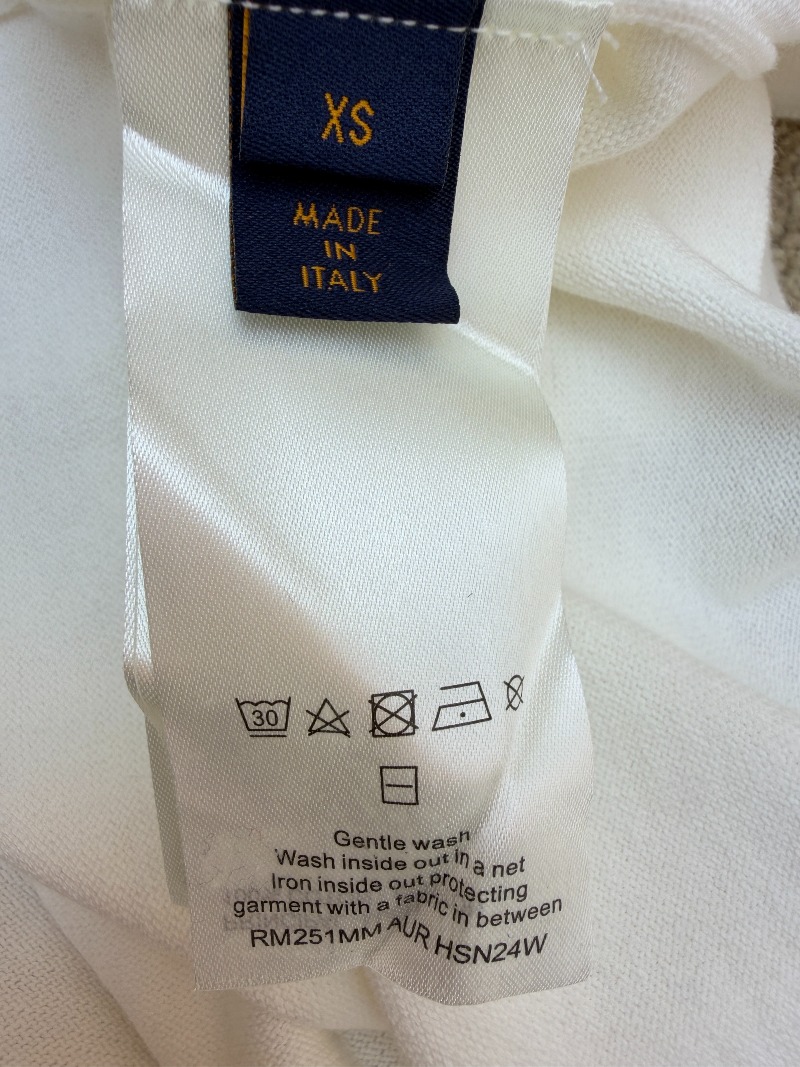 XS
MADE
IN
ITALY
30
Gentle wash
Wash inside out in a net
Iron inside out protecting
garment with a fabric in between
RM251MM AUR HSN24W